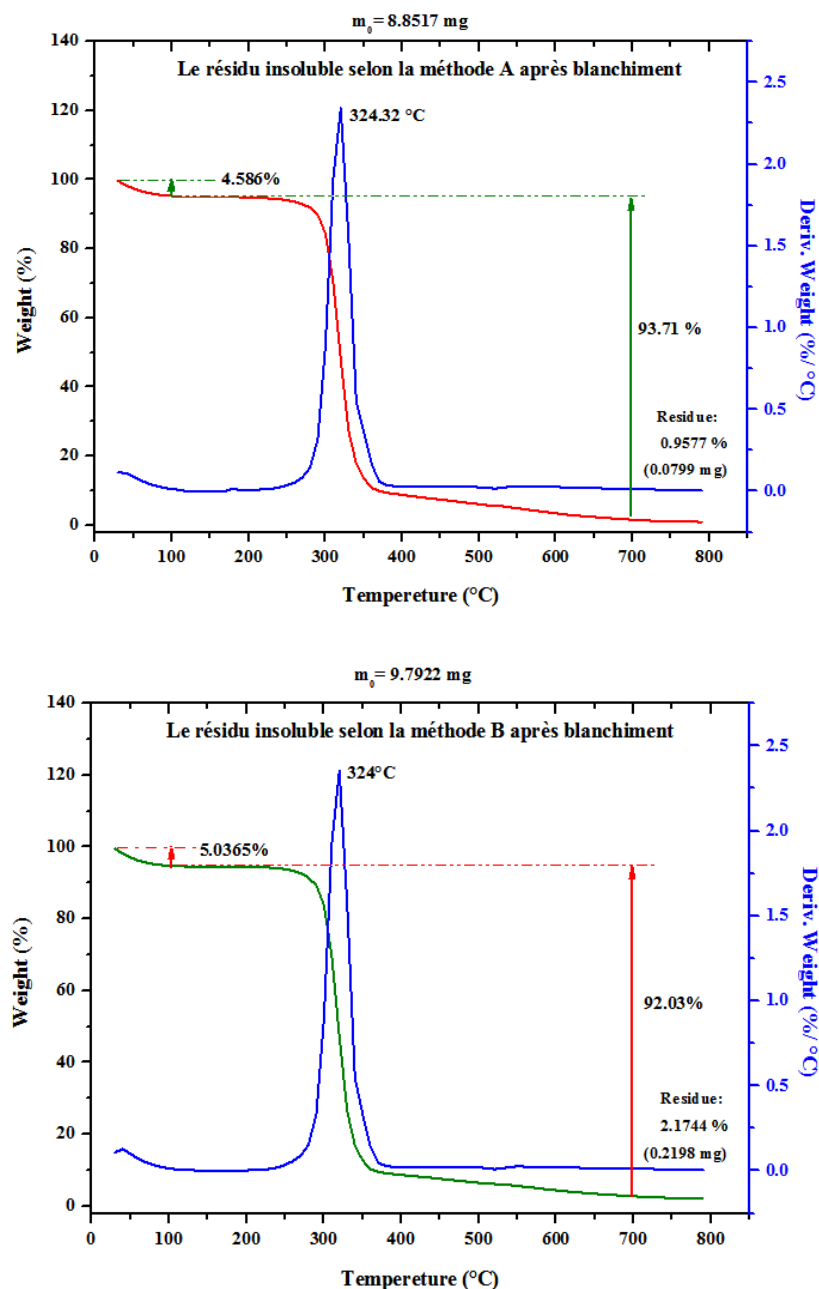 m0= 8.8517 mg
Le résidu insoluble selon la méthode A après blanchiment
324.32 °C
4.586%
93.71 %
Residue:
0.9577 %
(0.0799 mg)
Weight (%)
140
120
100
80
60
40
20
0
Deriv. Weight (%/°C)
2.5
2.0
1.5
1.0
0.5
0.0
0 100 200 300 400 500 600 700 800
Tempereture (°C)
m0= 9.7922 mg
Le résidu insoluble selon la méthode B après blanchiment
324°C
5.0365%
92.03%
Residue:
2.1744 %
(0.2198 mg)
Weight (%)
140
120
100
80
60
40
20
0
Deriv. Weight (%/°C)
2.5
2.0
1.5
1.0
0.5
0.0
0 100 200 300 400 500 600 700 800
Tempereture (°C)